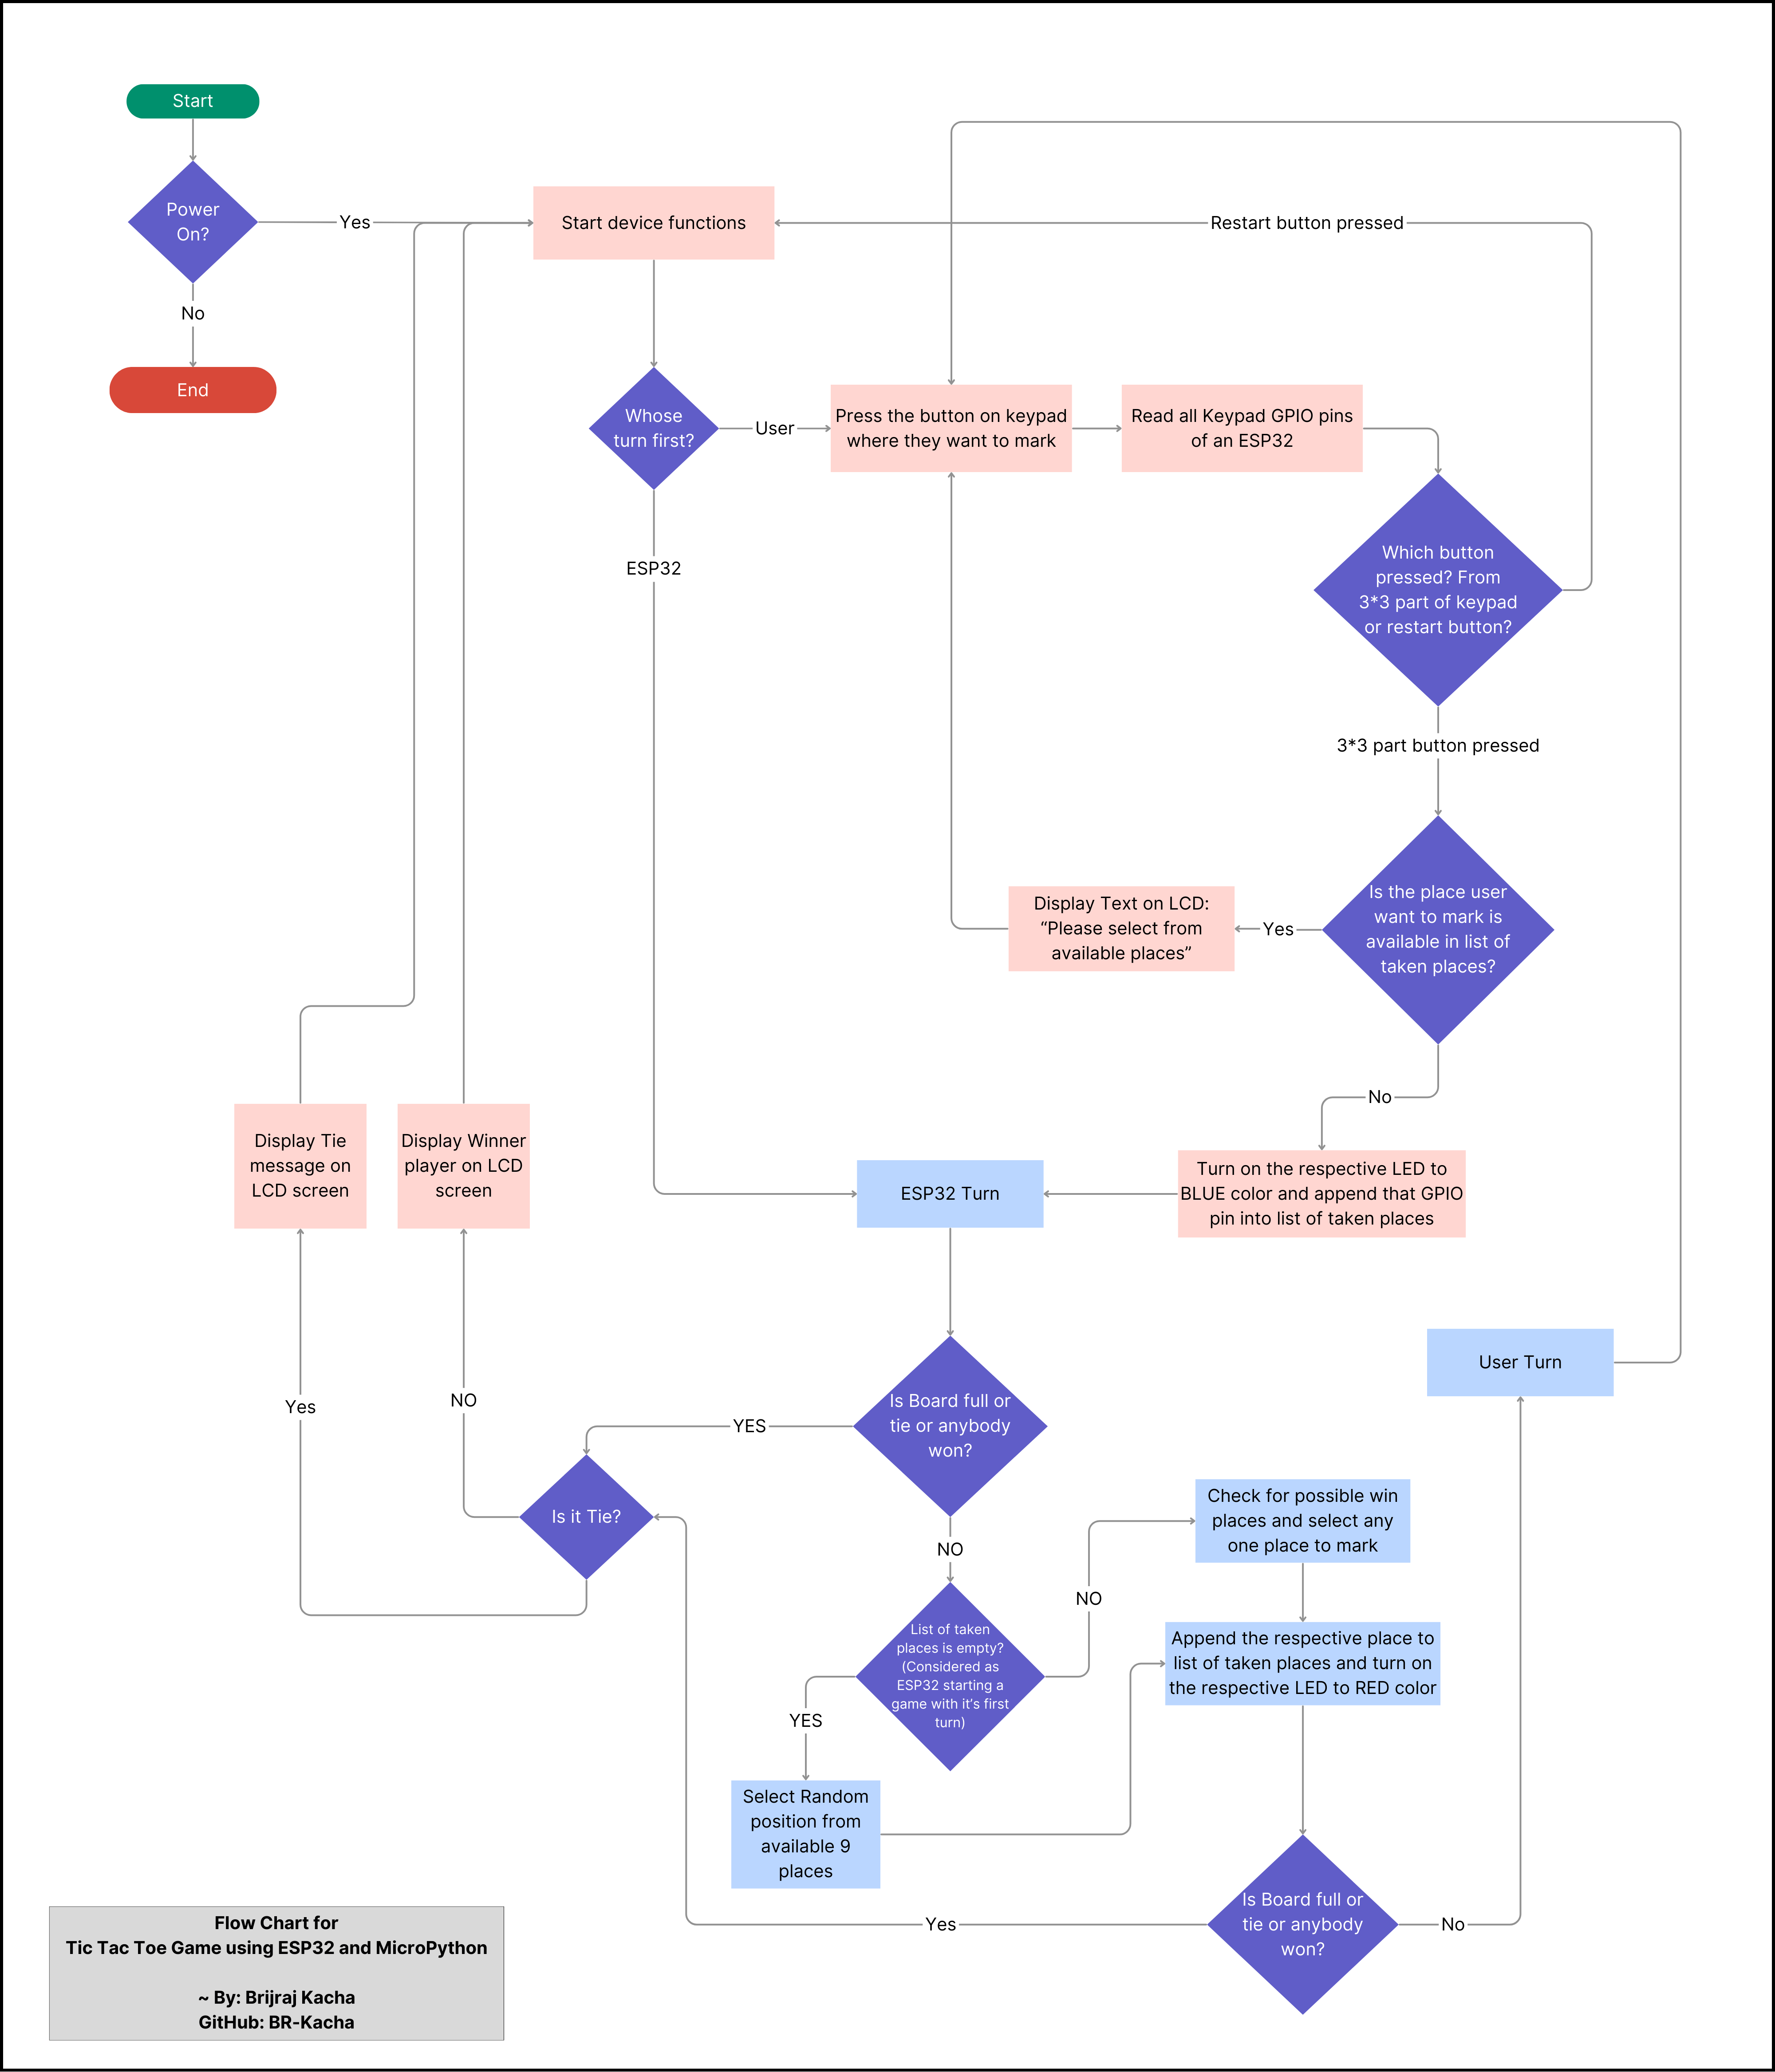 Start
Power
On?
Yes
No
End
Start device functions
Restart button pressed
Whose
turn first?
User
ESP32
Press the button on keypad
where they want to mark
Read all Keypad GPIO pins
of an ESP32
Which button
pressed? From
3*3 part of keypad
or restart button?
3*3 part button pressed
Is the place user
want to mark is
available in list of
taken places?
Yes
Display Text on LCD:
“Please select from
available places”
No
Turn on the respective LED to
BLUE color and append that GPIO
pin into list of taken places
ESP32 Turn
Display Tie
message on
LCD screen
Display Winner
player on LCD
screen
Yes
NO
Is Board full or
tie or anybody
won?
YES
Is it Tie?
NO
List of taken
places is empty?
(Considered as
ESP32 starting a
game with it’s first
turn)
NO
YES
Select Random
position from
available 9
places
Check for possible win
places and select any
one place to mark
Append the respective place to
list of taken places and turn on
the respective LED to RED color
Is Board full or
tie or anybody
won?
Yes
No
User Turn
Flow Chart for
Tic Tac Toe Game using ESP32 and MicroPython
~ By: Brijraj Kacha
GitHub: BR-Kacha